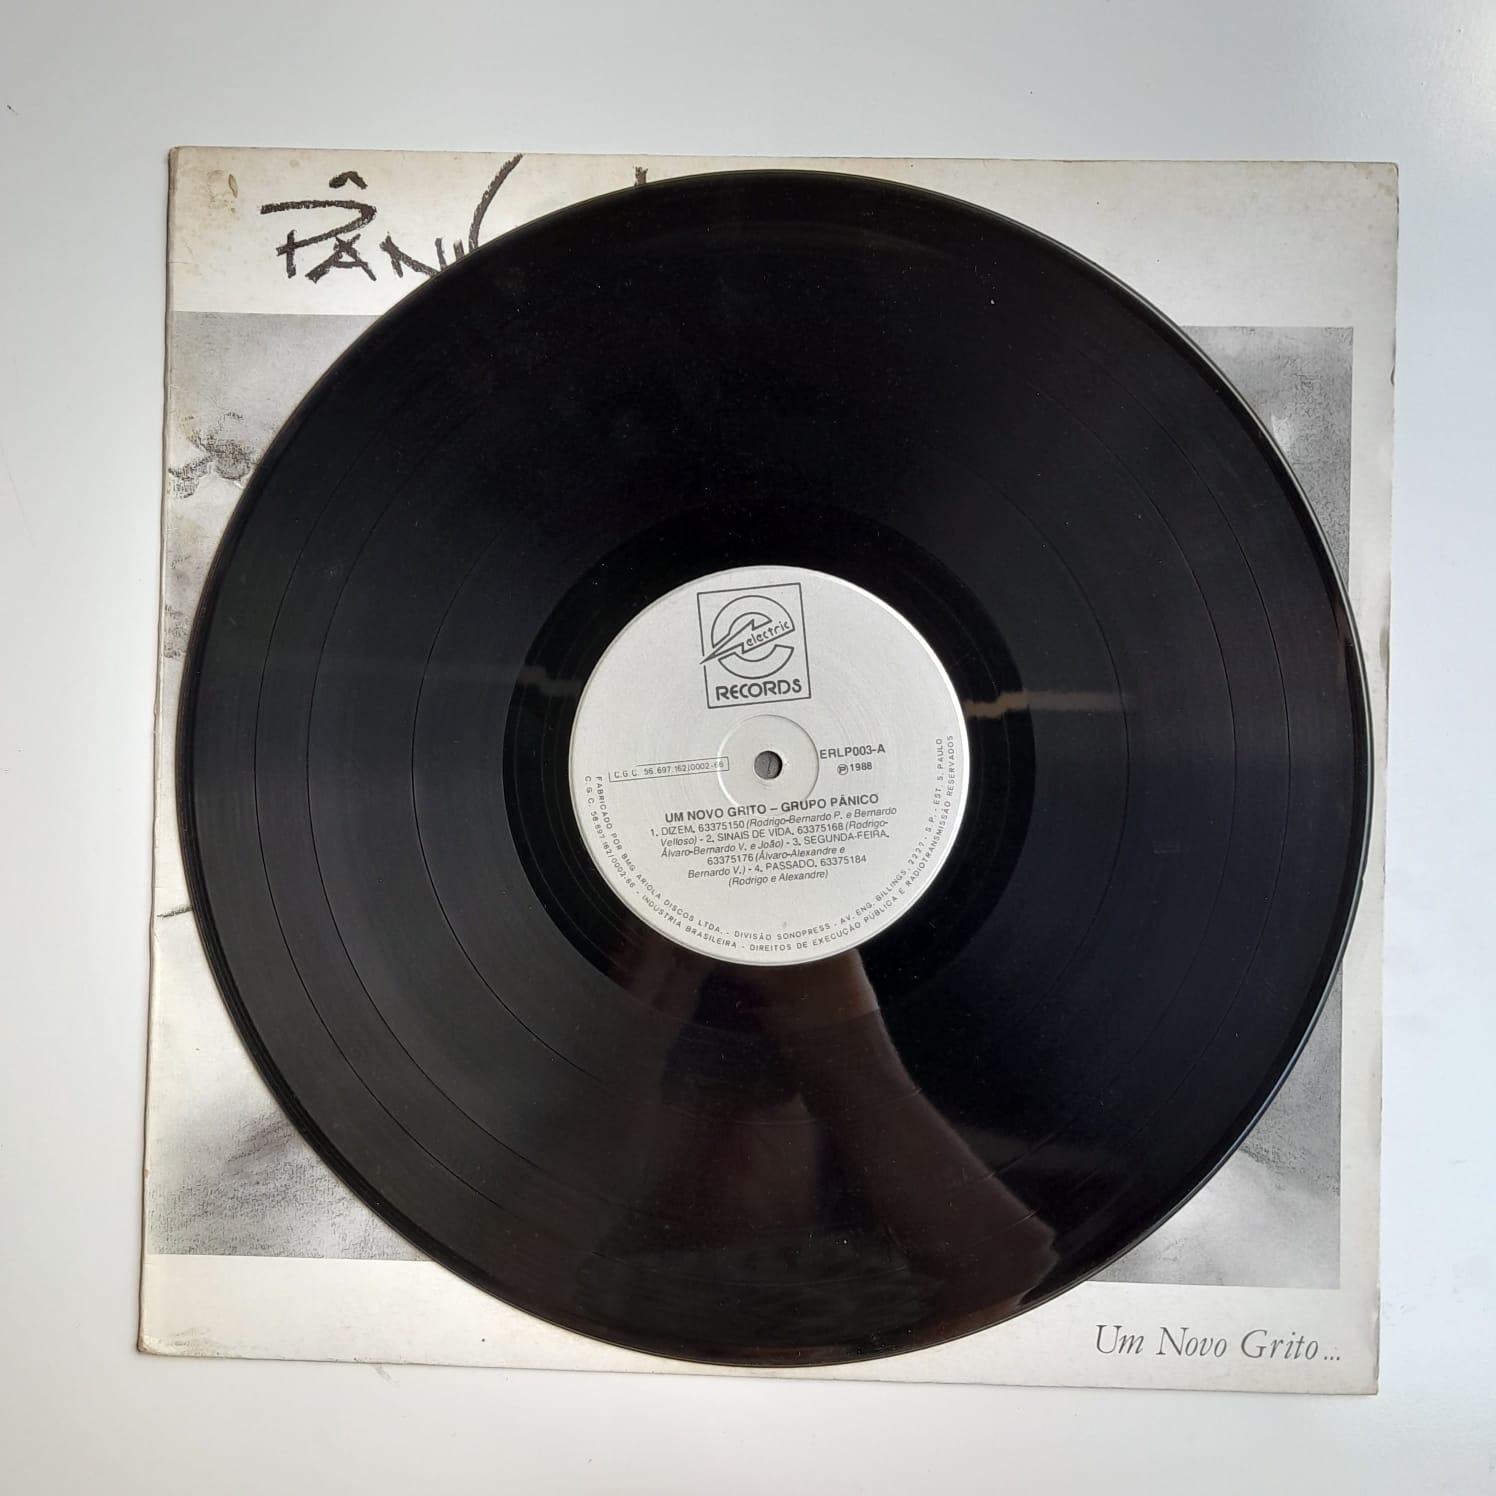 PÂNIC
electric
RECORDS
C.G.C. 56.697.162/0002-66
ERLP003-A
Ⓟ 1988
UM NOVO GRITO – GRUPO PÂNICO
1. DIZEM. 63375150 (Rodrigo-Bernardo P. e Bernardo
Velloso) - 2. SINAIS DE VIDA. 63375168 (Rodrigo-
Álvaro-Bernardo V. e João) - 3. SEGUNDA-FEIRA.
63375176 (Álvaro-Alexandre e
Bernardo V.) - 4. PASSADO. 63375184
(Rodrigo e Alexandre)
FABRICADO POR BMG ARIOLA DISCOS LTDA. - DIVISÃO SONOPRESS - AV. ENG. BILLINGS, 2227 - S.P. - EST. S. PAULO
C.G.C. 56.697.162/0002-66 - INDÚSTRIA BRASILEIRA - DIREITOS DE EXECUÇÃO PÚBLICA E RADIOTRANSMISSÃO RESERVADOS
Um Novo Grito...